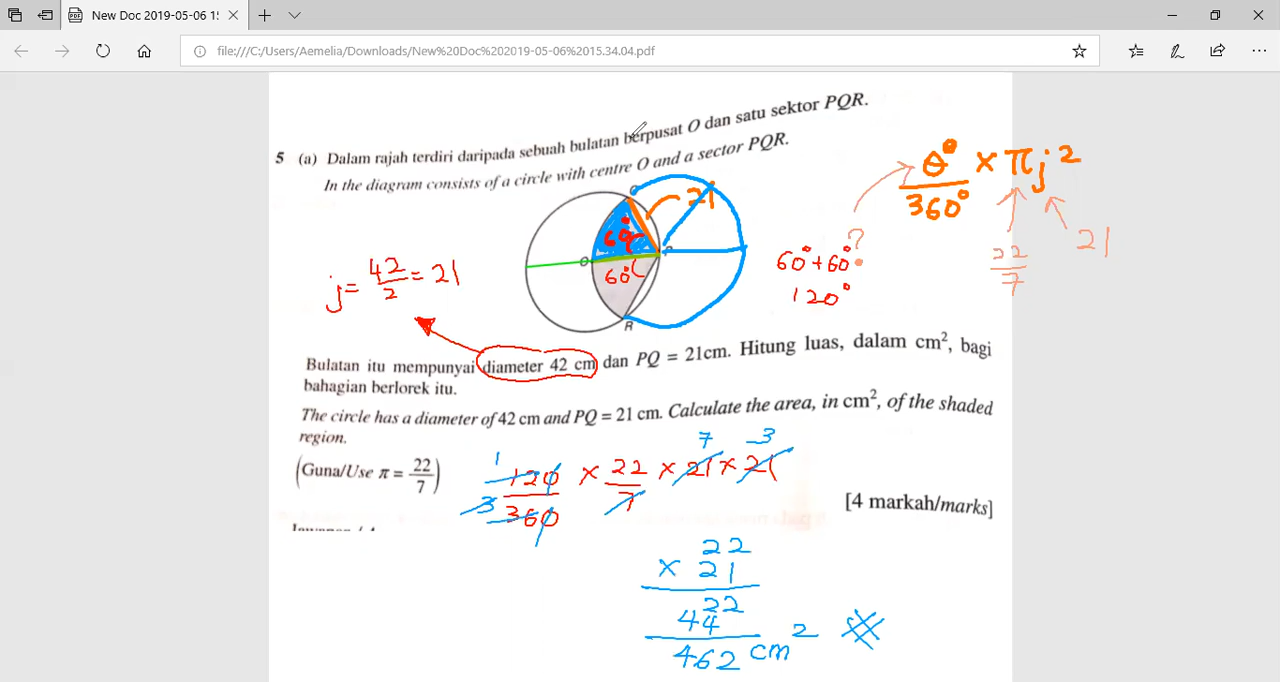 New Doc 2019-05-06 15
file:///C:/Users/Aemelia/Downloads/New%20Doc%202019-05-06%2015.34.04.pdf
5 (a) Dalam rajah terdiri daripada sebuah bulatan berpusat O dan satu sektor PQR.
In the diagram consists of a circle with centre O and a sector PQR.
θ°/360° × πj²
22/7
21
21
60°
60°
O
R
?
60° + 60°
120°
j = 42/2 = 21
Bulatan itu mempunyai diameter 42 cm dan PQ = 21cm. Hitung luas, dalam cm², bagi
bahagian berlorek itu.
The circle has a diameter of 42 cm and PQ = 21 cm. Calculate the area, in cm², of the shaded
region.
(Guna/Use π = 22/7)
1 7 3
120/360 × 22/7 × 21 × 21
3
[4 markah/marks]
22
× 21
22
44
462 cm²